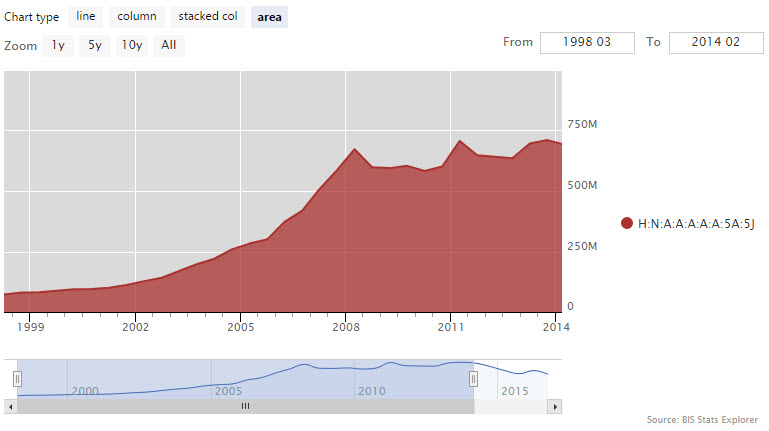 Chart type line column stacked col area
Zoom 1y 5y 10y All From 1998 03 To 2014 02
750M
500M
250M
0
H:N:A:A:A:A:A:5A:5J
1999 2002 2005 2008 2011 2014
2000 2005 2010 2015
Source: BIS Stats Explorer